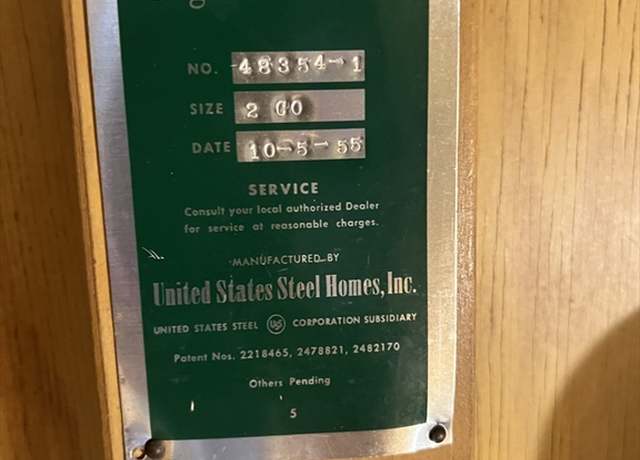 NO. 48354-1
SIZE 2 CO
DATE 10-5-55
SERVICE
Consult your local authorized Dealer
for service at reasonable charges.
MANUFACTURED BY
United States Steel Homes, Inc.
UNITED STATES STEEL USS CORPORATION SUBSIDIARY
Patent Nos. 2218465, 2478821, 2482170
Others Pending
5